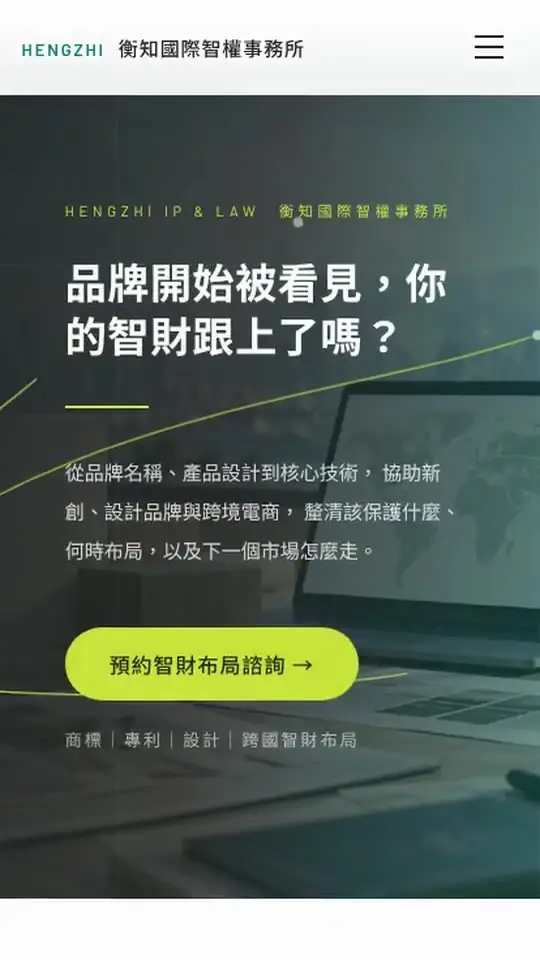 HENGZHI 衡知國際智權事務所
HENGZHI IP & LAW 衡知國際智權事務所
品牌開始被看見，你
的智財跟上了嗎？
從品牌名稱、產品設計到核心技術， 協助新
創、設計品牌與跨境電商， 釐清該保護什麼、
何時布局，以及下一個市場怎麼走。
預約智財布局諮詢 →
商標｜專利｜設計｜跨國智財布局